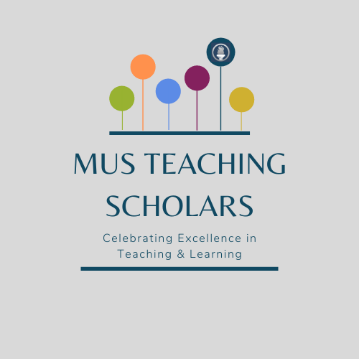 MUS TEACHING
SCHOLARS
Celebrating Excellence in
Teaching & Learning